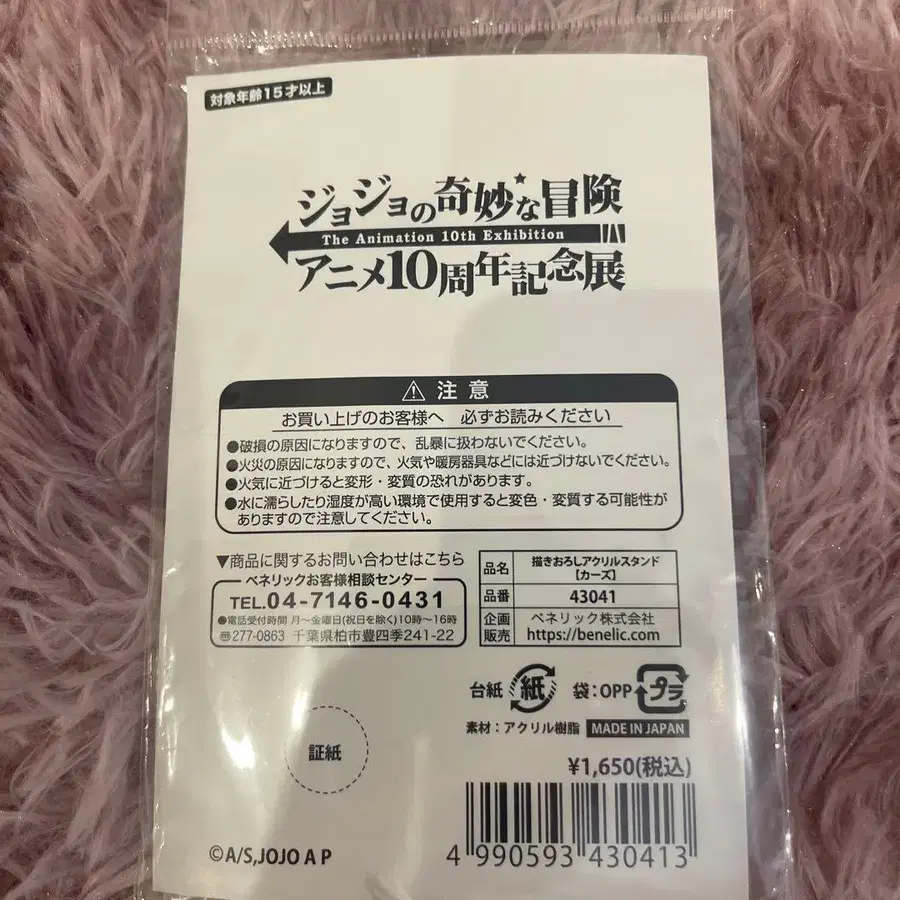 対象年齢15才以上
ジョジョの奇妙な冒険
The Animation 10th Exhibition
アニメ10周年記念展
⚠ 注意
お買い上げのお客様へ　必ずお読みください
●破損の原因になりますので、乱暴に扱わないでください。
●火災の原因になりますので、火気や暖房器具などには近づけないでください。
●火気に近づけると変形・変質の恐れがあります。
●水に濡らしたり湿度が高い環境で使用すると変色・変質する可能性が
ありますので注意してください。
▼商品に関するお問い合わせはこちら
ベネリックお客様相談センター
TEL.04-7146-0431
●電話受付時間 月～金曜日(祝日を除く)10時～16時
〠277-0863 千葉県柏市豊四季241-22
品名 描きおろしアクリルスタンド
【カーズ】
品番 43041
企画 ベネリック株式会社
販売 https://benelic.com
台紙 紙 袋:OPP プラ
素材:アクリル樹脂 MADE IN JAPAN
証紙
¥1,650(税込)
©A/S,JOJO A P
4 990593 430413